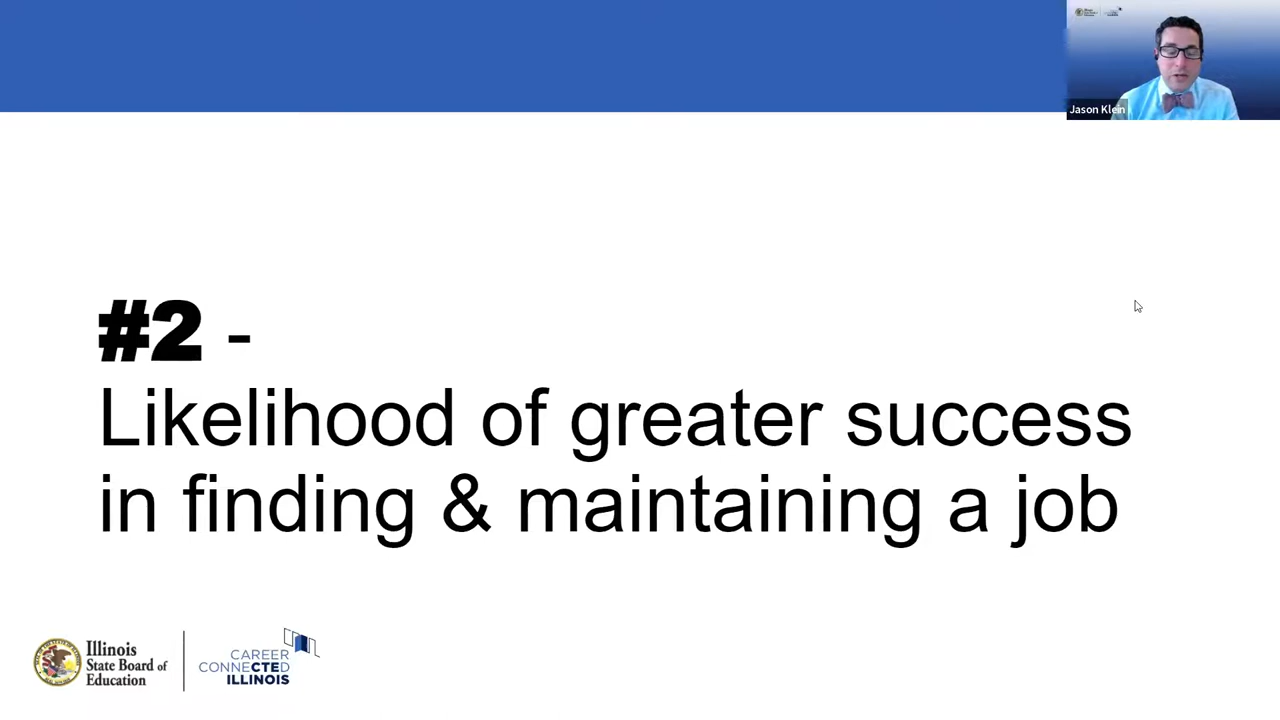 Jason Klein
#2 -
Likelihood of greater success
in finding & maintaining a job
Illinois
State Board of
Education
CAREER
CONNECTED
ILLINOIS